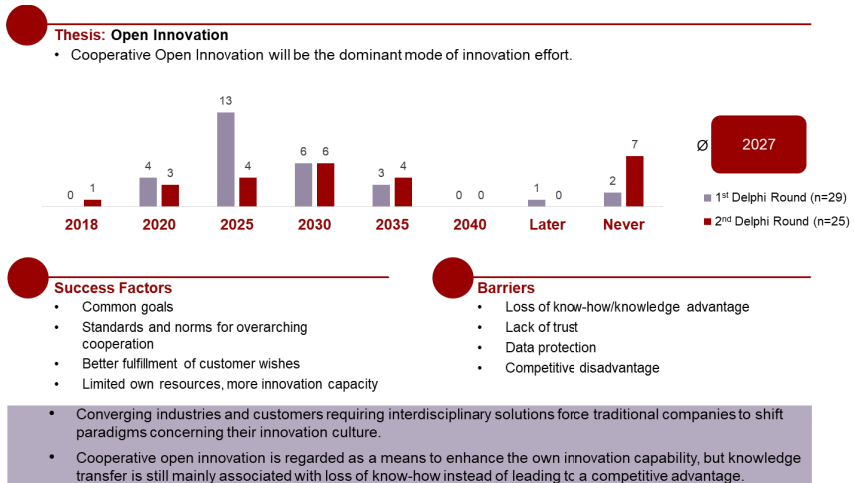 Thesis: Open Innovation
• Cooperative Open Innovation will be the dominant mode of innovation effort.
0 1 4 3 13 4 6 6 3 4 0 0 1 0 2 7
2018 2020 2025 2030 2035 2040 Later Never
Ø 2027
1st Delphi Round (n=29)
2nd Delphi Round (n=25)
Success Factors
• Common goals
• Standards and norms for overarching
cooperation
• Better fulfillment of customer wishes
• Limited own resources, more innovation capacity
Barriers
• Loss of know-how/knowledge advantage
• Lack of trust
• Data protection
• Competitive disadvantage
• Converging industries and customers requiring interdisciplinary solutions force traditional companies to shift
paradigms concerning their innovation culture.
• Cooperative open innovation is regarded as a means to enhance the own innovation capability, but knowledge
transfer is still mainly associated with loss of know-how instead of leading to a competitive advantage.